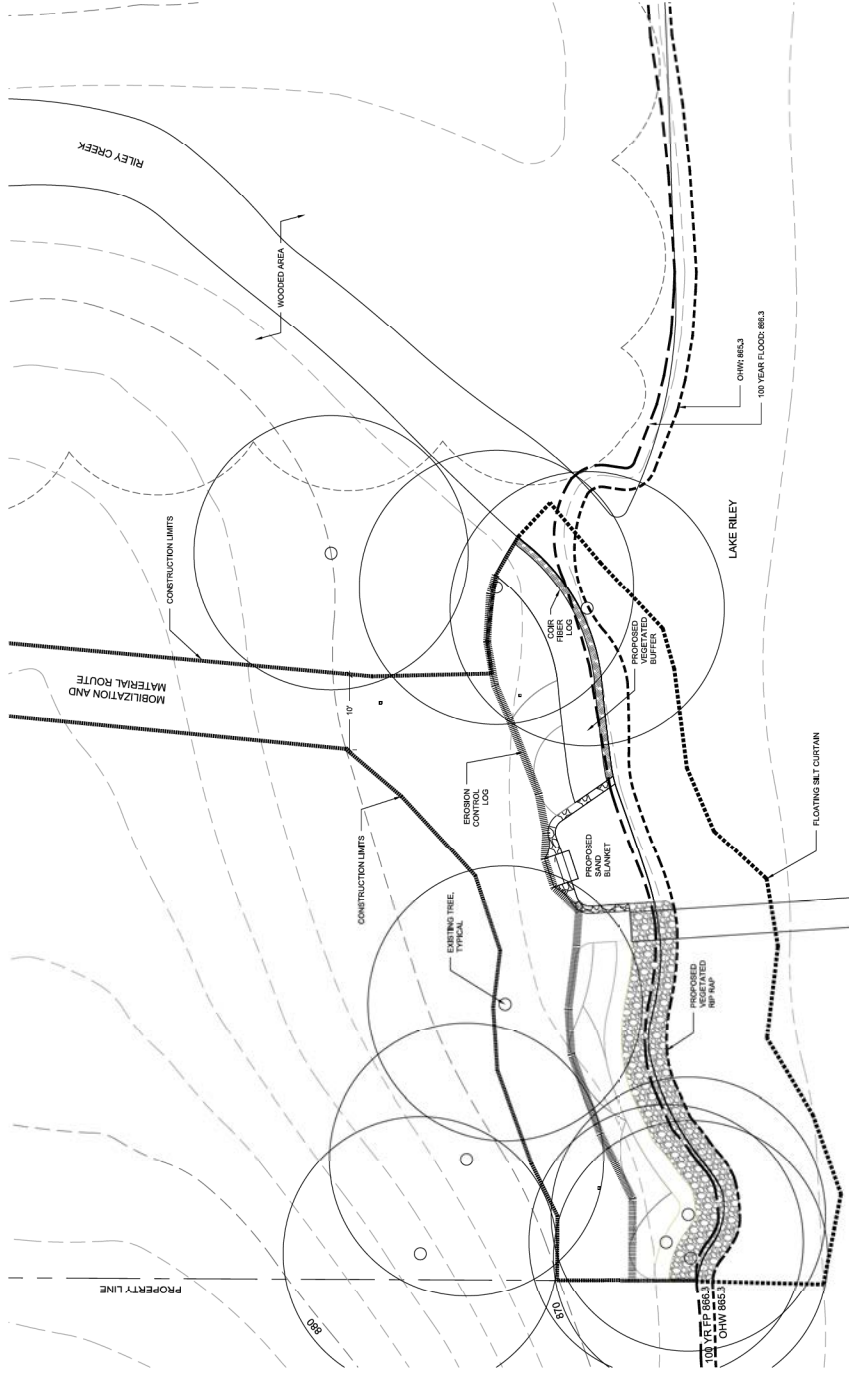 RILEY CREEK
WOODED AREA
OHW: 865.3
100 YEAR FLOOD: 866.3
CONSTRUCTION LIMITS
MOBILIZATION AND
MATERIAL ROUTE
10'
LAKE RILEY
COIR
FIBER
LOG
PROPOSED
VEGETATED
BUFFER
EROSION
CONTROL
LOG
CONSTRUCTION LIMITS
PROPOSED
SAND
BLANKET
FLOATING SILT CURTAIN
EXISTING TREE,
TYPICAL
PROPOSED
VEGETATED
RIP RAP
PROPERTY LINE
880
870
100 YR FP 866.3
OHW 865.3